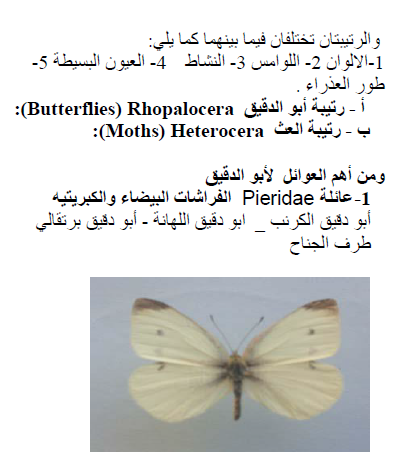 والرتيبتان تختلفان فيما بينهما كما يلي:
1-الالوان 2- اللوامس 3- النشاط 4- العيون البسيطة 5-
طور العذراء .
أ - رتيبة أبو الدقيق Butterflies) Rhopalocera):
ب - رتيبة العث Moths) Heterocera):
ومن أهم العوائل لأبو الدقيق
1-عائلة Pieridae الفراشات البيضاء والكبريتيه
أبو دقيق الكرنب _ ابو دقيق اللهانة - أبو دقيق برتقالي
طرف الجناح